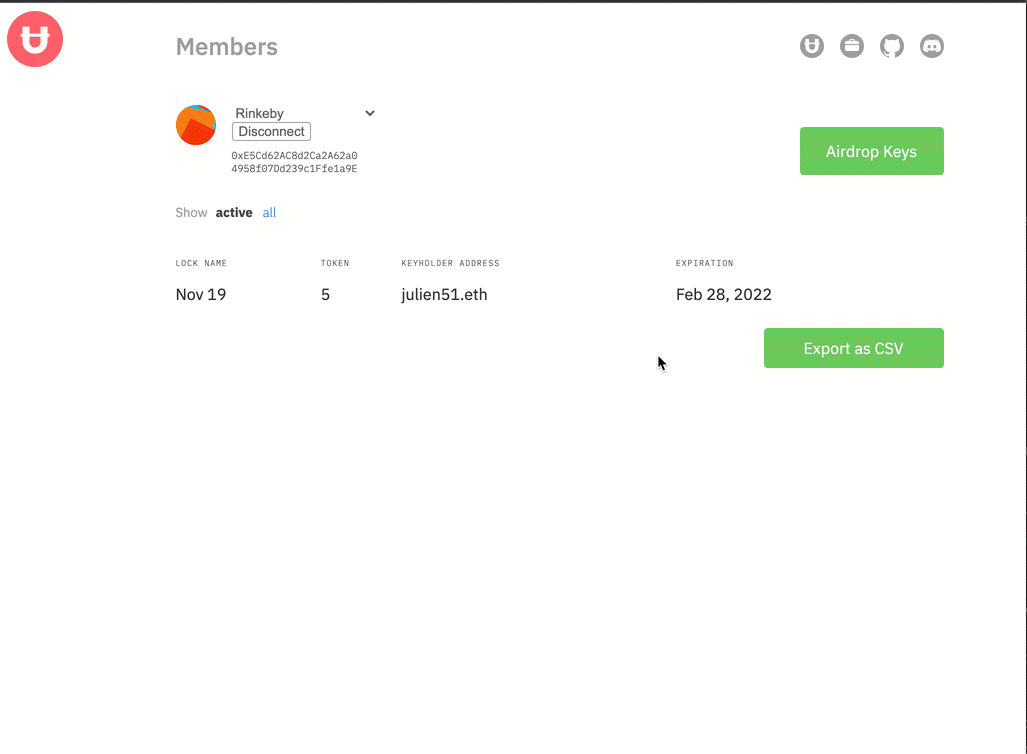 Members
Rinkeby
Disconnect
0xE5Cd62AC8d2Ca2A62a0
4958f07Dd239c1Ffe1a9E
Airdrop Keys
Show active all
LOCK NAME TOKEN KEYHOLDER ADDRESS EXPIRATION
Nov 19 5 julien51.eth Feb 28, 2022
Export as CSV